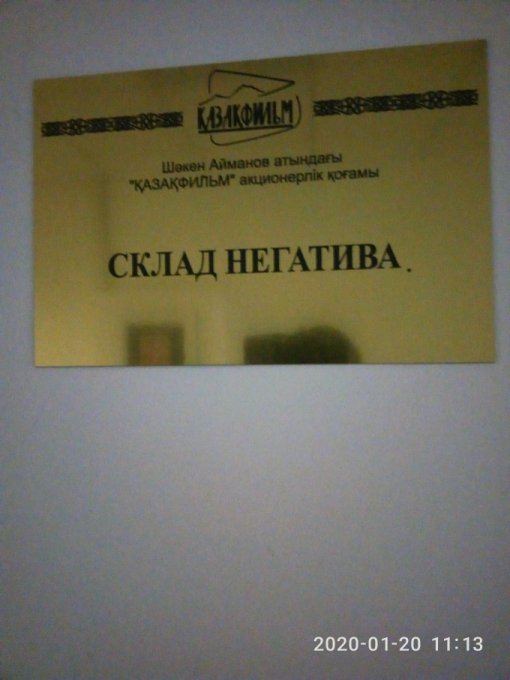 ҚАЗАҚФИЛЬМ
Шәкен Айманов атындағы
"ҚАЗАҚФИЛЬМ" акционерлік қоғамы
СКЛАД НЕГАТИВА.
2020-01-20 11:13